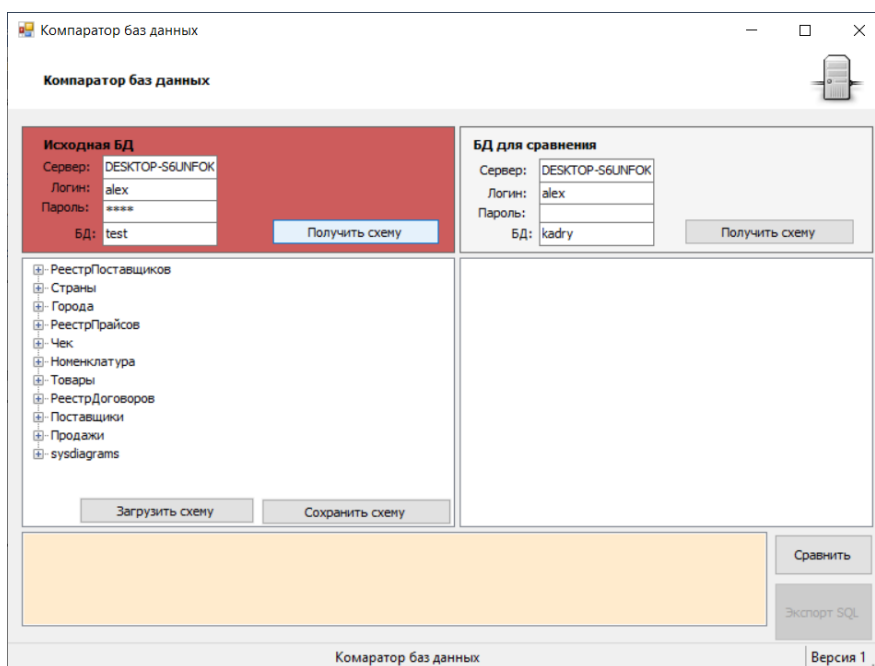 Компаратор баз данных
Компаратор баз данных
Исходная БД
Сервер: DESKTOP-S6UNFOK
Логин: alex
Пароль: ****
БД: test
Получить схему
БД для сравнения
Сервер: DESKTOP-S6UNFOK
Логин: alex
Пароль:
БД: kadry
Получить схему
РеестрПоставщиков
Страны
Города
РеестрПрайсов
Чек
Номенклатура
Товары
РеестрДоговоров
Поставщики
Продажи
sysdiagrams
Загрузить схему
Сохранить схему
Сравнить
Экспорт SQL
Комаратор баз данных
Версия 1